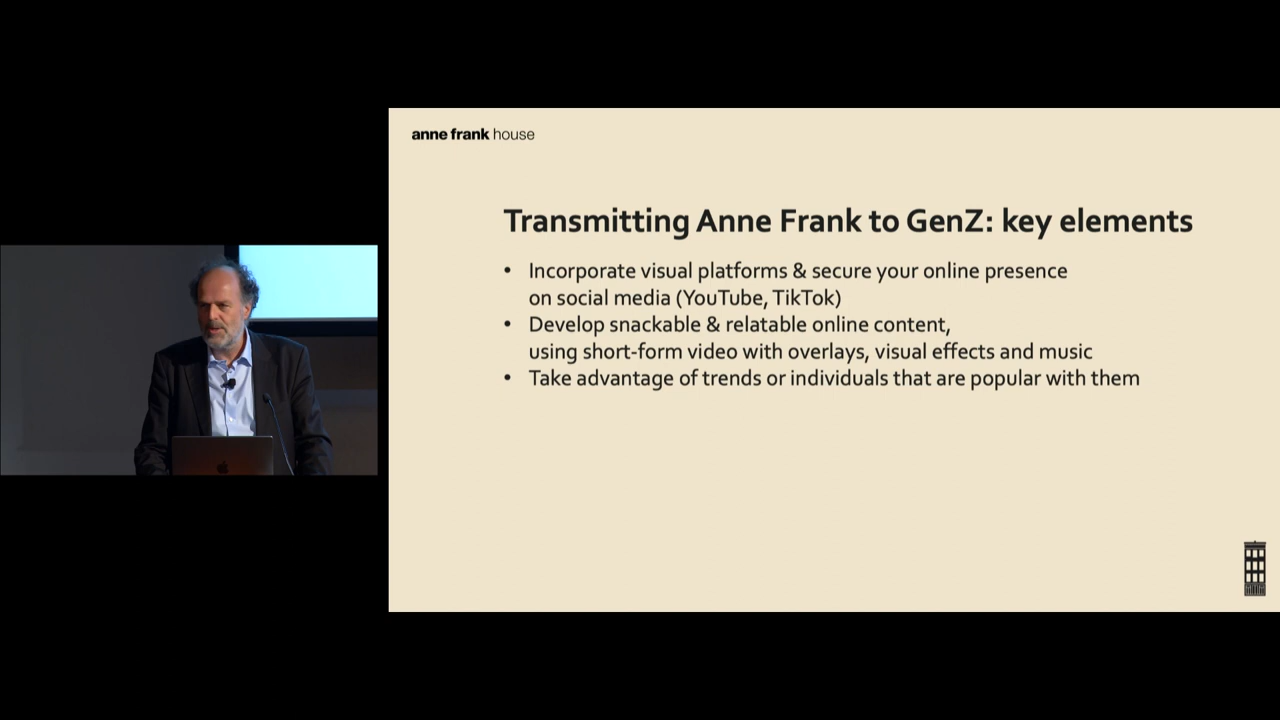 anne frank house
Transmitting Anne Frank to GenZ: key elements
• Incorporate visual platforms & secure your online presence
on social media (YouTube, TikTok)
• Develop snackable & relatable online content,
using short-form video with overlays, visual effects and music
• Take advantage of trends or individuals that are popular with them